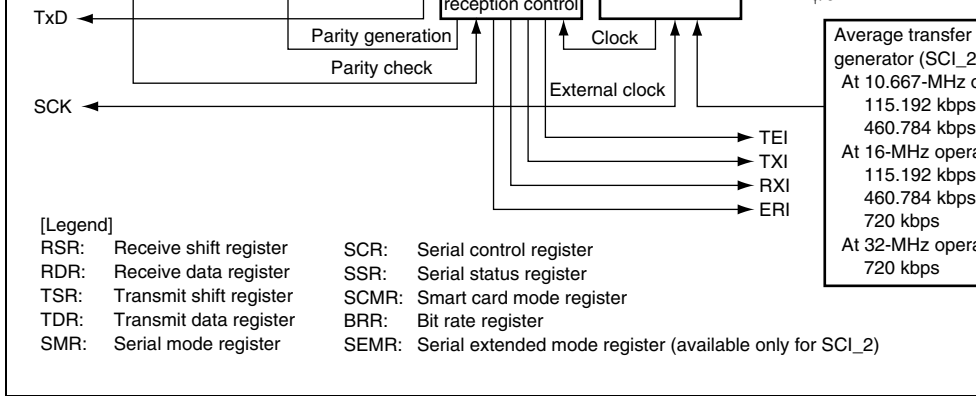 reception control
TxD
Parity generation
Clock
Parity check
SCK
External clock
Average transfer
generator (SCI_2
At 10.667-MHz
115.192 kbps
460.784 kbps
At 16-MHz
115.192 kbps
460.784 kbps
720 kbps
At 32-MHz
720 kbps
TEI
TXI
RXI
ERI
[Legend]
RSR: Receive shift register
RDR: Receive data register
TSR: Transmit shift register
TDR: Transmit data register
SMR: Serial mode register
SCR: Serial control register
SSR: Serial status register
SCMR: Smart card mode register
BRR: Bit rate register
SEMR: Serial extended mode register (available only for SCI_2)